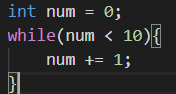 int num = 0;
while(num < 10){
    num += 1;
}